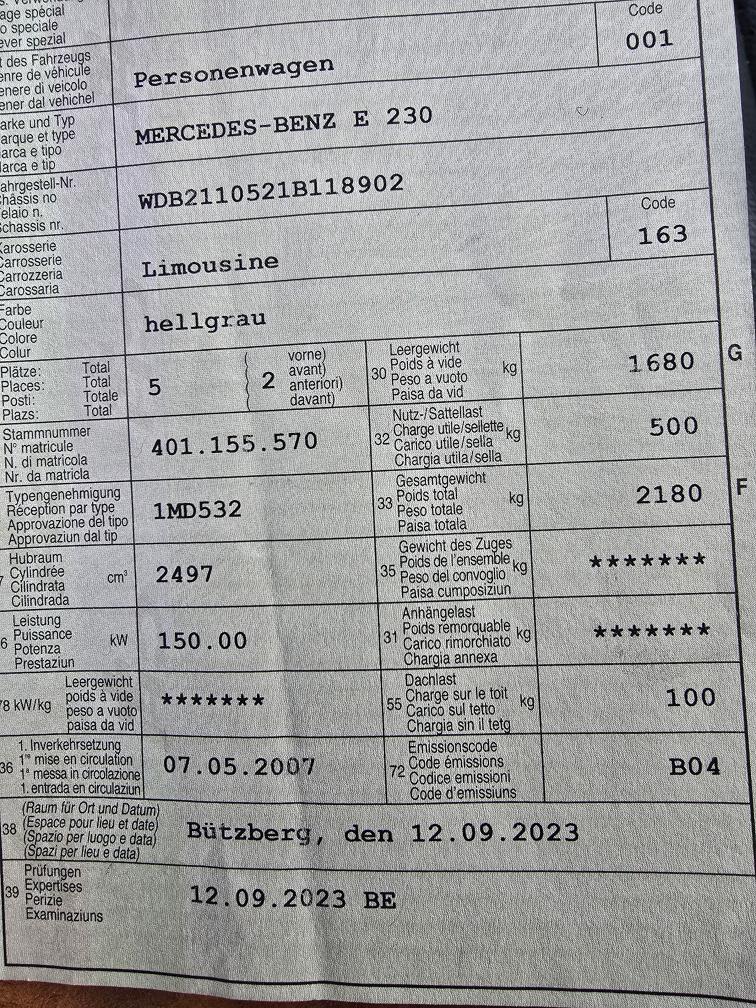 age spécial
o speciale
ever spezial
Code
001
t des Fahrzeugs
enre de véhicule
enere di veicolo
ener dal vehichel
Personenwagen
arke und Typ
arque et type
arca e tipo
arca e tip
MERCEDES-BENZ E 230
ahrgestell-Nr.
hâssis no
elaio n.
schassis nr.
WDB2110521B118902
Karosserie
Carrosserie
Carrozzeria
Carossaria
Limousine
Code
163
Farbe
Couleur
Colore
Colur
hellgrau
Plätze: Total
Places: Total
Posti: Totale
Plazs: Total
5
2
vorne)
avant)
anteriori)
davant)
30 Leergewicht
Poids à vide
Peso a vuoto
Paisa da vid
kg
1680
G
Stammnummer
N° matricule
N. di matricola
Nr. da matricla
401.155.570
32 Nutz-/Sattellast
Charge utile/sellette
Carico utile/sella
Chargia utila/sella
kg
500
Typengenehmigung
Réception par type
Approvazione del tipo
Approvaziun dal tip
1MD532
33 Gesamtgewicht
Poids total
Peso totale
Paisa totala
kg
2180
F
7 Hubraum
Cylindrée
Cilindrata
Cilindrada
cm³
2497
35 Gewicht des Zuges
Poids de l'ensemble
Peso del convoglio
Paisa cumposiziun
kg
*******
6 Leistung
Puissance
Potenza
Prestaziun
kW
150.00
31 Anhängelast
Poids remorquable
Carico rimorchiato
Chargia annexa
kg
*******
78 kW/kg
Leergewicht
poids à vide
peso a vuoto
paisa da vid
*******
55 Dachlast
Charge sur le toit
Carico sul tetto
Chargia sin il tetg
kg
100
36 1. Inverkehrsetzung
1re mise en circulation
1a messa in circolazione
1. entrada en circulaziun
07.05.2007
72 Emissionscode
Code émissions
Codice emissioni
Code d'emissiuns
B04
38 (Raum für Ort und Datum)
(Espace pour lieu et date)
(Spazio per luogo e data)
(Spazi per lieu e data)
Bützberg, den 12.09.2023
39 Prüfungen
Expertises
Perizie
Examinaziuns
12.09.2023 BE